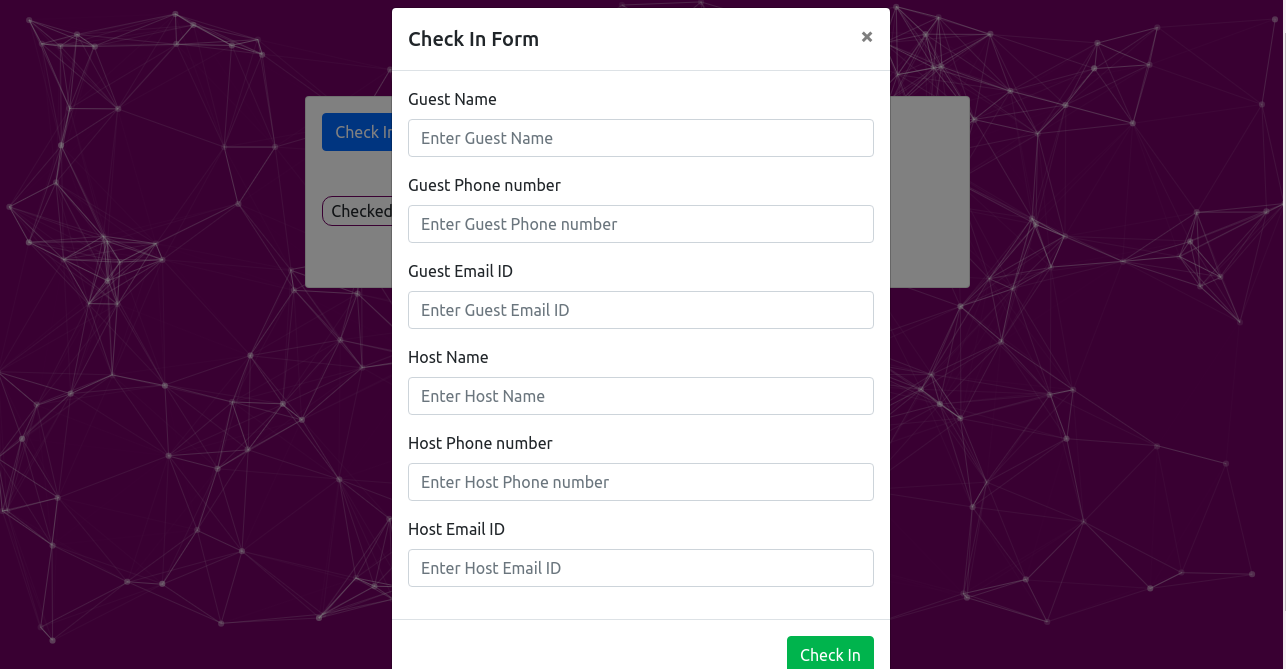 Check In Form ×
Guest Name
Enter Guest Name
Guest Phone number
Enter Guest Phone number
Guest Email ID
Enter Guest Email ID
Host Name
Enter Host Name
Host Phone number
Enter Host Phone number
Host Email ID
Enter Host Email ID
Check In
Check In
Checked